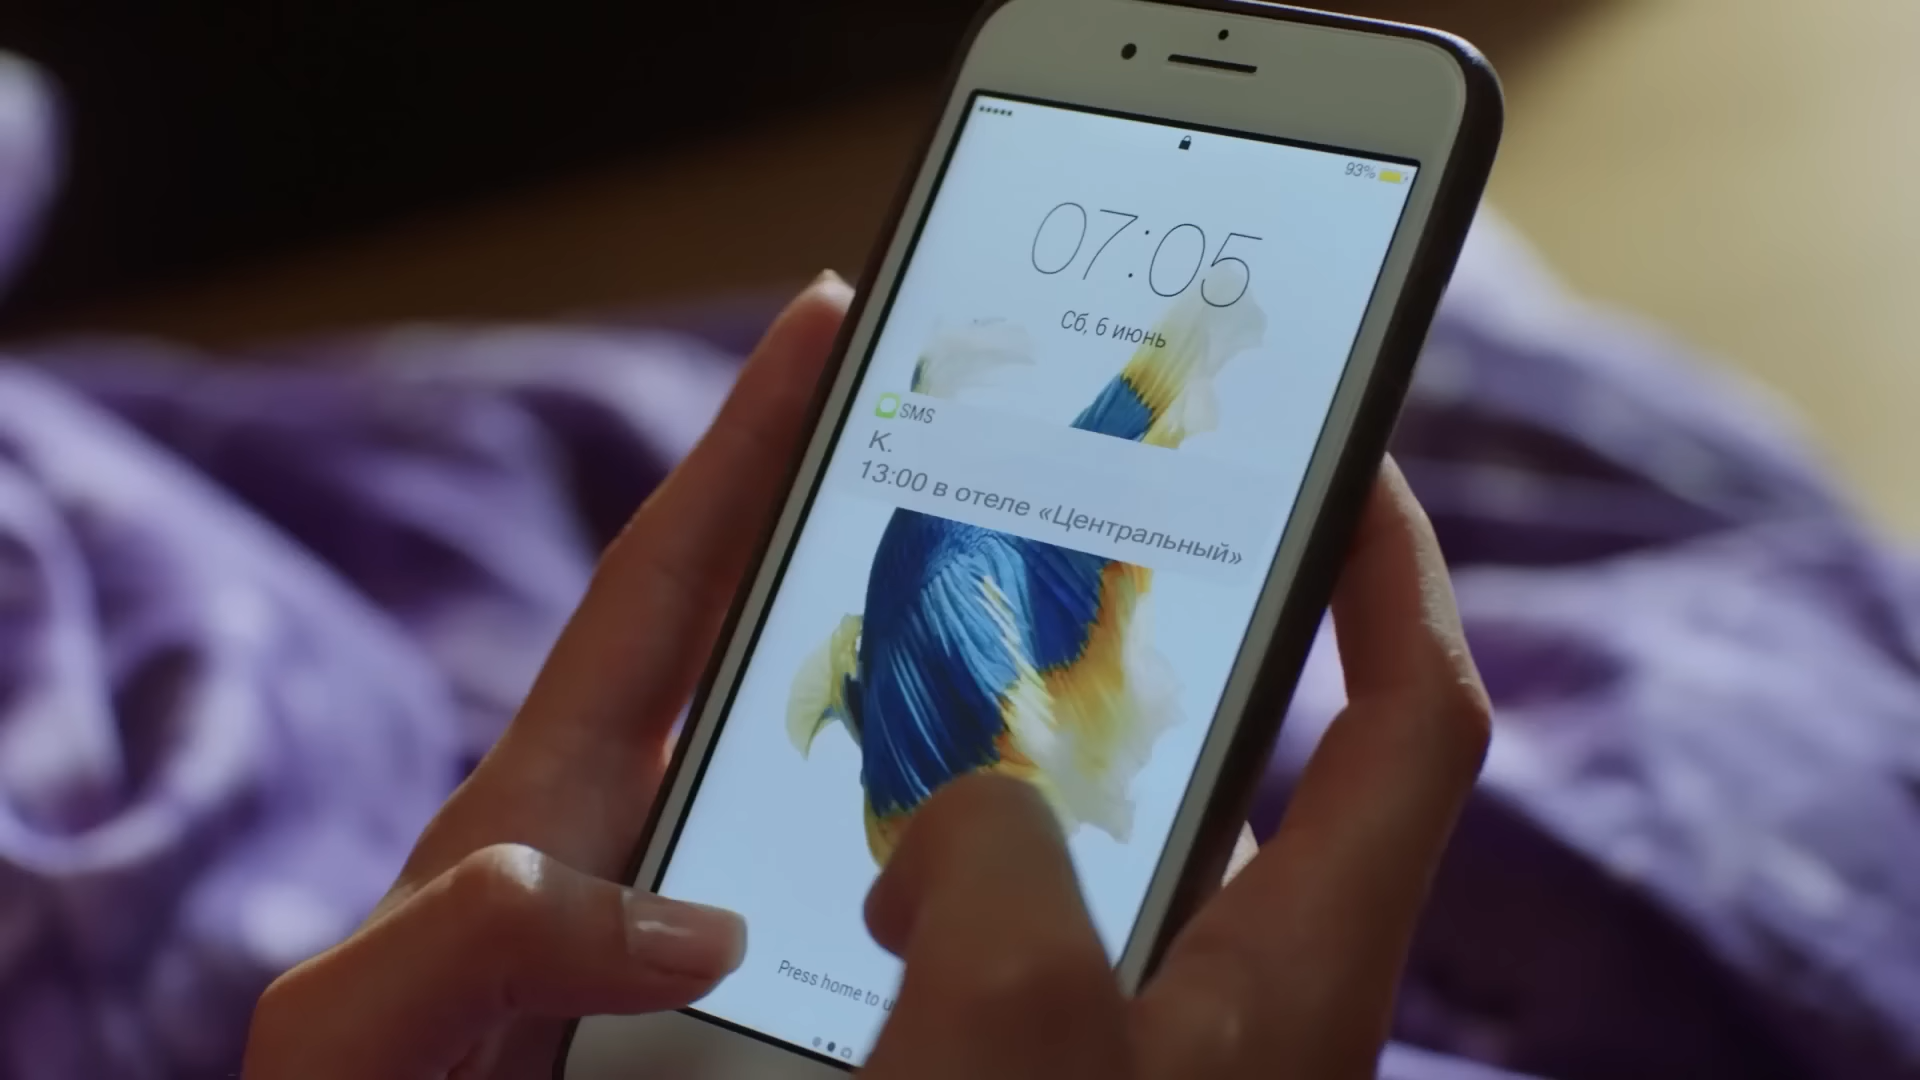 93%
07:05
Сб, 6 июнь
SMS
К.
13:00 в отеле «Центральный»
Press home to